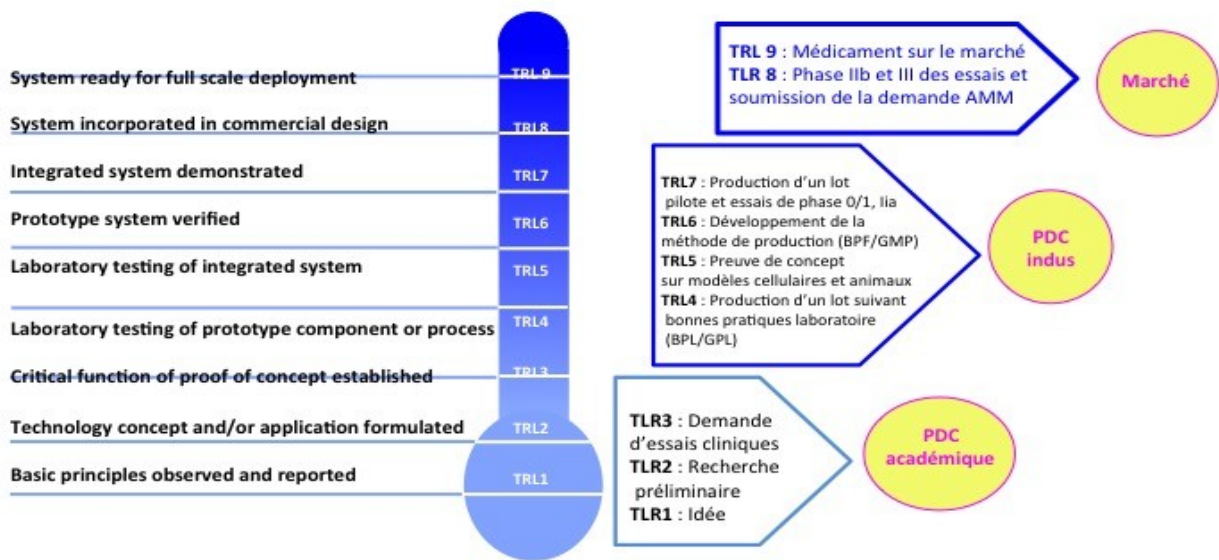 System ready for full scale deployment
System incorporated in commercial design
Integrated system demonstrated
Prototype system verified
Laboratory testing of integrated system
Laboratory testing of prototype component or process
Critical function of proof of concept established
Technology concept and/or application formulated
Basic principles observed and reported
TRL 9
TRL8
TRL7
TRL6
TRL5
TRL4
TRL3
TRL2
TRL1
TRL 9 : Médicament sur le marché
TLR 8 : Phase IIb et III des essais et
soumission de la demande AMM
Marché
TRL7 : Production d'un lot
pilote et essais de phase 0/1, Iia
TRL6 : Développement de la
méthode de production (BPF/GMP)
TRL5 : Preuve de concept
sur modèles cellulaires et animaux
TRL4 : Production d'un lot suivant
bonnes pratiques laboratoire
(BPL/GPL)
PDC
indus
TLR3 : Demande
d'essais cliniques
TLR2 : Recherche
préliminaire
TLR1 : Idée
PDC
académique